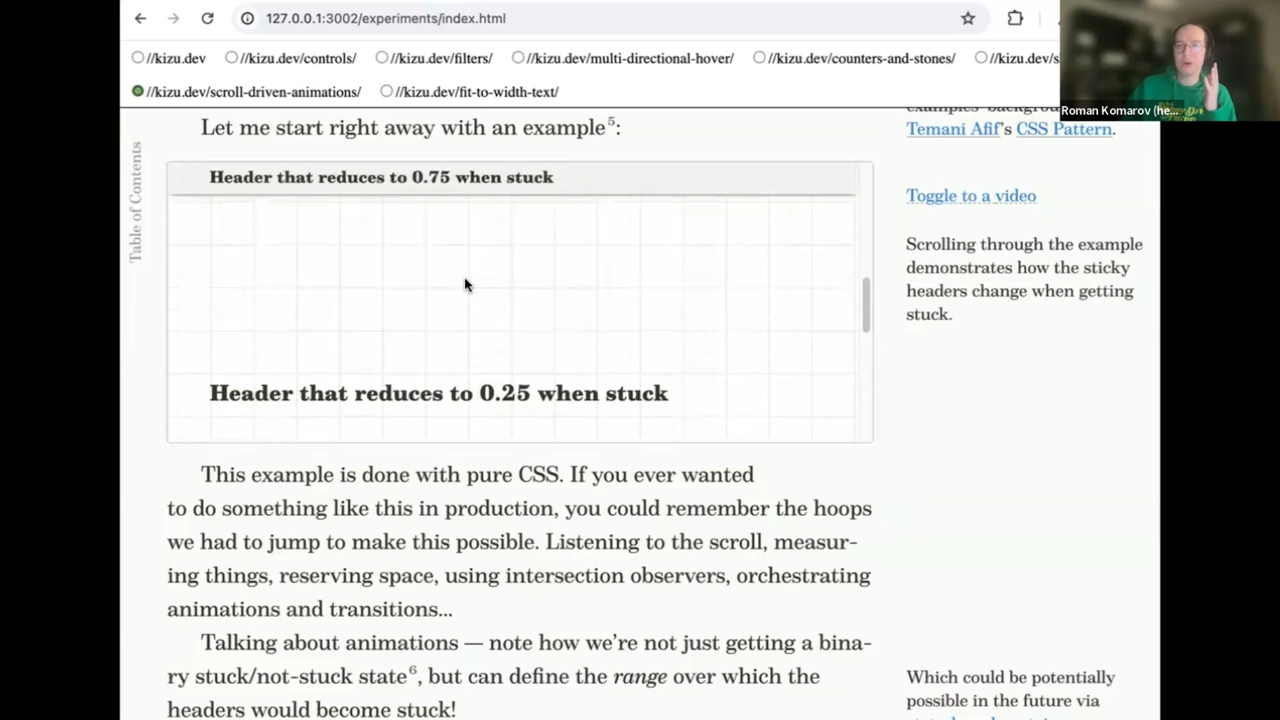 127.0.0.1:3002/experiments/index.html
//kizu.dev //kizu.dev/controls/ //kizu.dev/filters/ //kizu.dev/multi-directional-hover/ //kizu.dev/counters-and-stones/ //kizu.dev/s
//kizu.dev/scroll-driven-animations/ //kizu.dev/fit-to-width-text/
Roman Komarov (he...
Table of Contents
Let me start right away with an example5:
Header that reduces to 0.75 when stuck
Header that reduces to 0.25 when stuck
This example is done with pure CSS. If you ever wanted
to do something like this in production, you could remember the hoops
we had to jump to make this possible. Listening to the scroll, measur-
ing things, reserving space, using intersection observers, orchestrating
animations and transitions...
Talking about animations — note how we're not just getting a bina-
ry stuck/not-stuck state6, but can define the range over which the
headers would become stuck!
Temani Afif's CSS Pattern.
Toggle to a video
Scrolling through the example
demonstrates how the sticky
headers change when getting
stuck.
Which could be potentially
possible in the future via